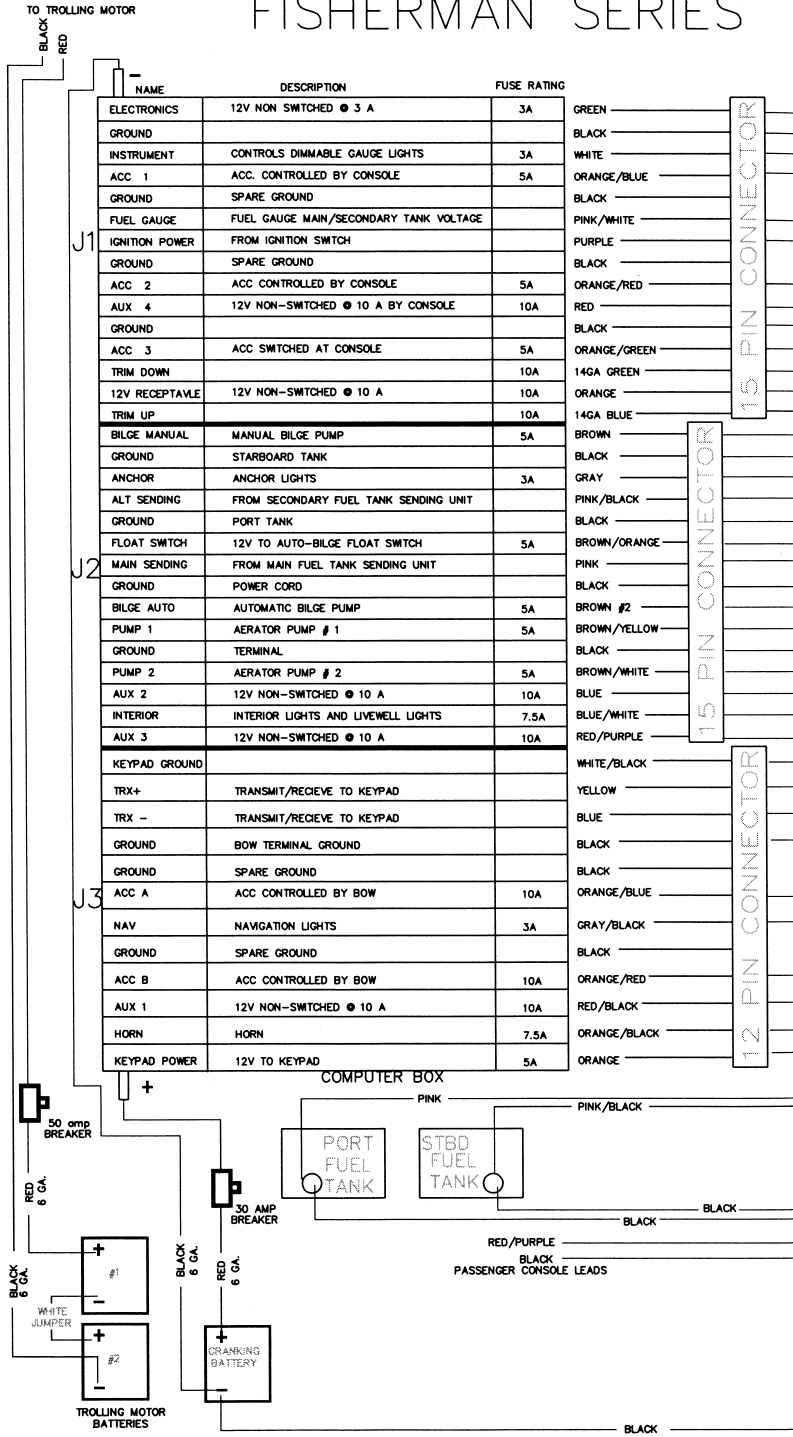 TO TROLLING MOTOR
FISHERMAN SERIES
BLACK
RED
−
NAME DESCRIPTION FUSE RATING
ELECTRONICS 12V NON SWITCHED @ 3 A 3A GREEN
GROUND BLACK
INSTRUMENT CONTROLS DIMMABLE GAUGE LIGHTS 3A WHITE
ACC 1 ACC. CONTROLLED BY CONSOLE 5A ORANGE/BLUE
GROUND SPARE GROUND BLACK
FUEL GAUGE FUEL GAUGE MAIN/SECONDARY TANK VOLTAGE PINK/WHITE
J1
IGNITION POWER FROM IGNITION SWITCH PURPLE
GROUND SPARE GROUND BLACK
ACC 2 ACC CONTROLLED BY CONSOLE 5A ORANGE/RED
AUX 4 12V NON-SWITCHED @ 10 A BY CONSOLE 10A RED
GROUND BLACK
ACC 3 ACC SWITCHED AT CONSOLE 5A ORANGE/GREEN
TRIM DOWN 10A 14GA GREEN
12V RECEPTAVLE 12V NON-SWITCHED @ 10 A 10A ORANGE
TRIM UP 10A 14GA BLUE
15 PIN CONNECTOR
BILGE MANUAL MANUAL BILGE PUMP 5A BROWN
GROUND STARBOARD TANK BLACK
ANCHOR ANCHOR LIGHTS 3A GRAY
ALT SENDING FROM SECONDARY FUEL TANK SENDING UNIT PINK/BLACK
GROUND PORT TANK BLACK
FLOAT SWITCH 12V TO AUTO-BILGE FLOAT SWITCH 5A BROWN/ORANGE
J2
MAIN SENDING FROM MAIN FUEL TANK SENDING UNIT PINK
GROUND POWER CORD BLACK
BILGE AUTO AUTOMATIC BILGE PUMP 5A BROWN #2
PUMP 1 AERATOR PUMP # 1 5A BROWN/YELLOW
GROUND TERMINAL BLACK
PUMP 2 AERATOR PUMP # 2 5A BROWN/WHITE
AUX 2 12V NON-SWITCHED @ 10 A 10A BLUE
INTERIOR INTERIOR LIGHTS AND LIVEWELL LIGHTS 7.5A BLUE/WHITE
AUX 3 12V NON-SWITCHED @ 10 A 10A RED/PURPLE
15 PIN CONNECTOR
KEYPAD GROUND WHITE/BLACK
TRX+ TRANSMIT/RECIEVE TO KEYPAD YELLOW
TRX − TRANSMIT/RECIEVE TO KEYPAD BLUE
GROUND BOW TERMINAL GROUND BLACK
GROUND SPARE GROUND BLACK
J3
ACC A ACC CONTROLLED BY BOW 10A ORANGE/BLUE
NAV NAVIGATION LIGHTS 3A GRAY/BLACK
GROUND SPARE GROUND BLACK
ACC B ACC CONTROLLED BY BOW 10A ORANGE/RED
AUX 1 12V NON-SWITCHED @ 10 A 10A RED/BLACK
HORN HORN 7.5A ORANGE/BLACK
KEYPAD POWER 12V TO KEYPAD 5A ORANGE
12 PIN CONNECTOR
+
COMPUTER BOX
PINK
PINK/BLACK
50 amp
BREAKER
PORT
FUEL
TANK
STBD
FUEL
TANK
RED
6 GA.
30 AMP
BREAKER
BLACK
BLACK
RED/PURPLE
BLACK
PASSENGER CONSOLE LEADS
BLACK
6 GA.
BLACK
6 GA.
RED
6 GA.
+
#1
−
WHITE
JUMPER
+
#2
−
TROLLING MOTOR
BATTERIES
+
CRANKING
BATTERY
−
BLACK